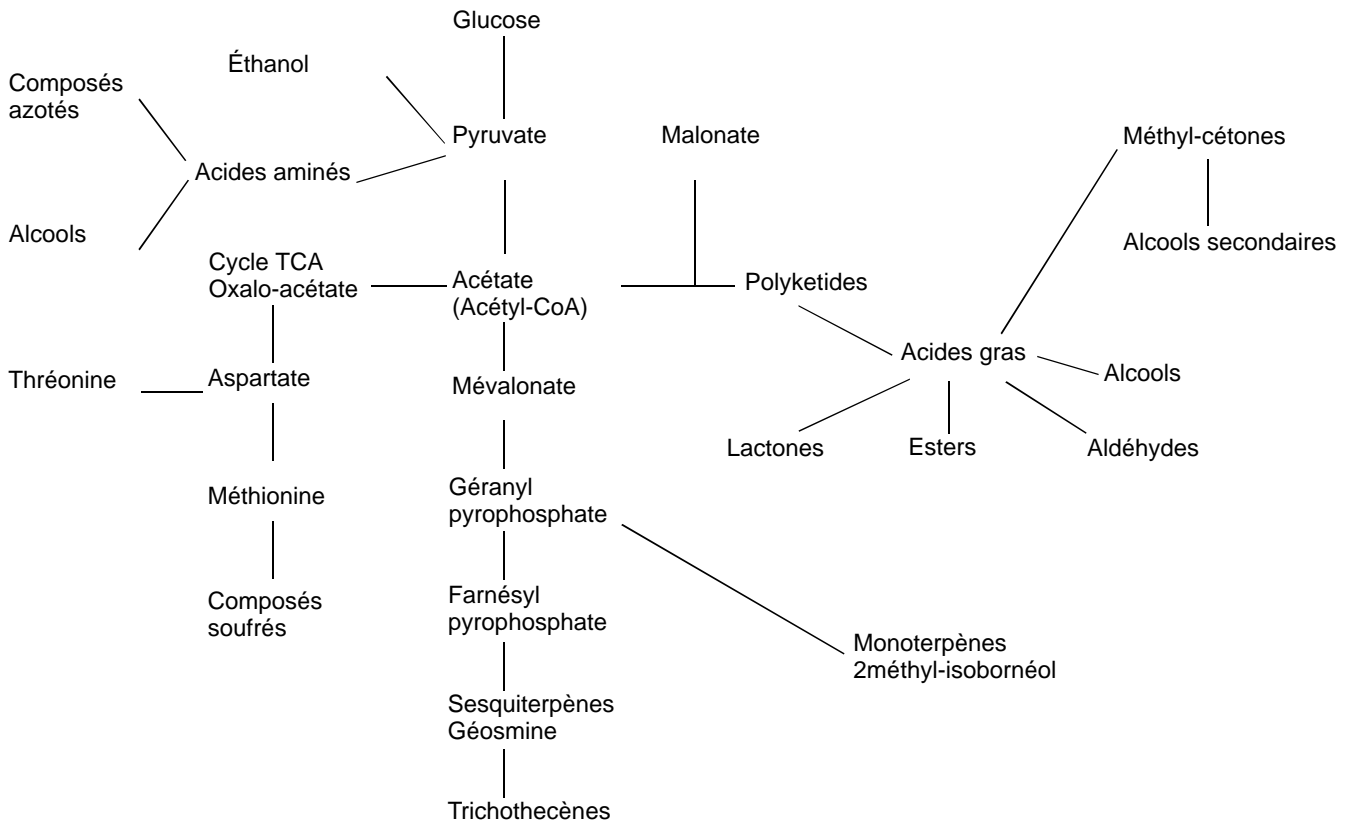 Glucose
Éthanol
Composés
azotés
Pyruvate
Malonate
Méthyl-cétones
Acides aminés
Alcools
Alcools secondaires
Cycle TCA
Oxalo-acétate
Acétate
(Acétyl-CoA)
Polyketides
Acides gras
Thréonine
Aspartate
Mévalonate
Alcools
Lactones
Esters
Aldéhydes
Méthionine
Géranyl
pyrophosphate
Composés
soufrés
Farnésyl
pyrophosphate
Monoterpènes
2méthyl-isobornéol
Sesquiterpènes
Géosmine
Trichothecènes